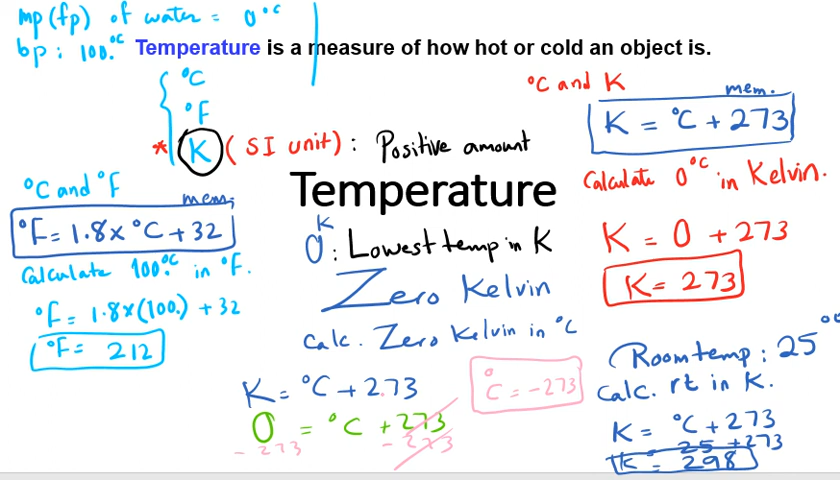 mp(fp) of water = 0°C
bp: 100.°C
Temperature is a measure of how hot or cold an object is.
°C
°F
* K (SI unit): Positive amount
°C and K
mem.
K = °C + 273
Calculate 0°C in Kelvin.
K = 0 + 273
K = 273
Temperature
°C and °F
mem.
°F = 1.8 x °C + 32
Calculate 100.°C in °F.
°F = 1.8 x (100.) + 32
°F = 212
0 K : Lowest temp in K
Zero Kelvin
Calc. Zero Kelvin in °C
K = °C + 273
0 = °C + 273
- 273 - 273
°C = -273
Room temp: 25°C
Calc. rt in K.
K = °C + 273
25 + 273
K = 298